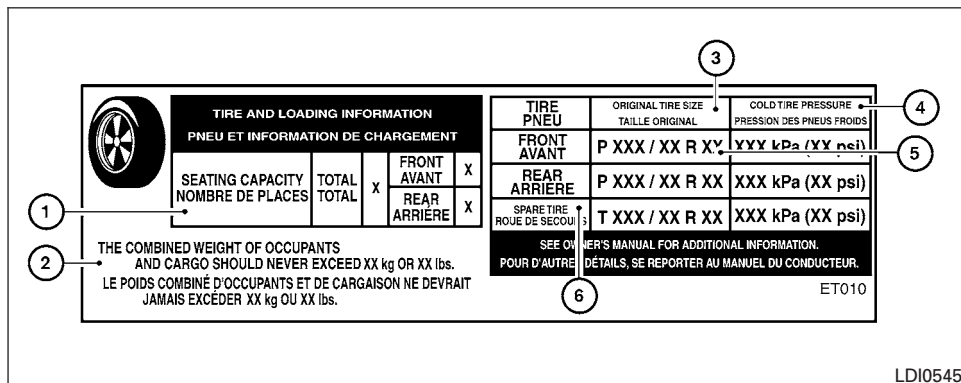 3
4
TIRE AND LOADING INFORMATION
PNEU ET INFORMATION DE CHARGEMENT
SEATING CAPACITY
NOMBRE DE PLACES
TOTAL
TOTAL
X
FRONT
AVANT
X
REAR
ARRIÈRE
X
1
2
THE COMBINED WEIGHT OF OCCUPANTS
AND CARGO SHOULD NEVER EXCEED XX kg OR XX lbs.
LE POIDS COMBINÉ D'OCCUPANTS ET DE CARGAISON NE DEVRAIT
JAMAIS EXCÉDER XX kg OU XX lbs.
TIRE
PNEU
ORIGINAL TIRE SIZE
TAILLE ORIGINAL
COLD TIRE PRESSURE
PRESSION DES PNEUS FROIDS
FRONT
AVANT
P XXX / XX R XX
XXX kPa (XX psi)
5
REAR
ARRIÈRE
P XXX / XX R XX
XXX kPa (XX psi)
SPARE TIRE
ROUE DE SECOURS
T XXX / XX R XX
XXX kPa (XX psi)
SEE OWNER'S MANUAL FOR ADDITIONAL INFORMATION.
POUR D'AUTRES DÉTAILS, SE REPORTER AU MANUEL DU CONDUCTEUR.
6
ET010
LDI0545